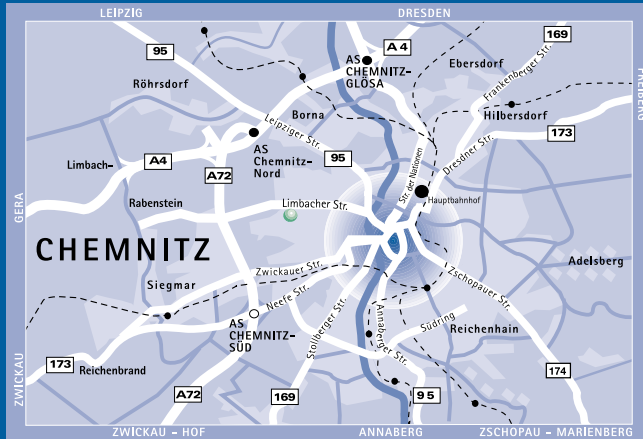 LEIPZIG
DRESDEN
95
A 4
169
AS
CHEMNITZ-
GLÖSA
Ebersdorf
Frankenberger Str.
FREIBERG
Röhrsdorf
Borna
Hilbersdorf
Leipziger Str.
Dresdner Str.
173
Limbach-
A4
AS
Chemnitz-
Nord
95
A72
Str. der Nationen
Hauptbahnhof
Rabenstein
Limbacher Str.
GERA
CHEMNITZ
Adelsberg
Zwickauer Str.
Siegmar
Neefe Str.
Zschopauer Str.
AS
CHEMNITZ-
SÜD
Stollberger Str.
Annaberger Str.
Südring
Reichenhain
173
Reichenbrand
174
ZWICKAU
A72
169
95
ZWICKAU - HOF
ANNABERG
ZSCHOPAU - MARIENBERG